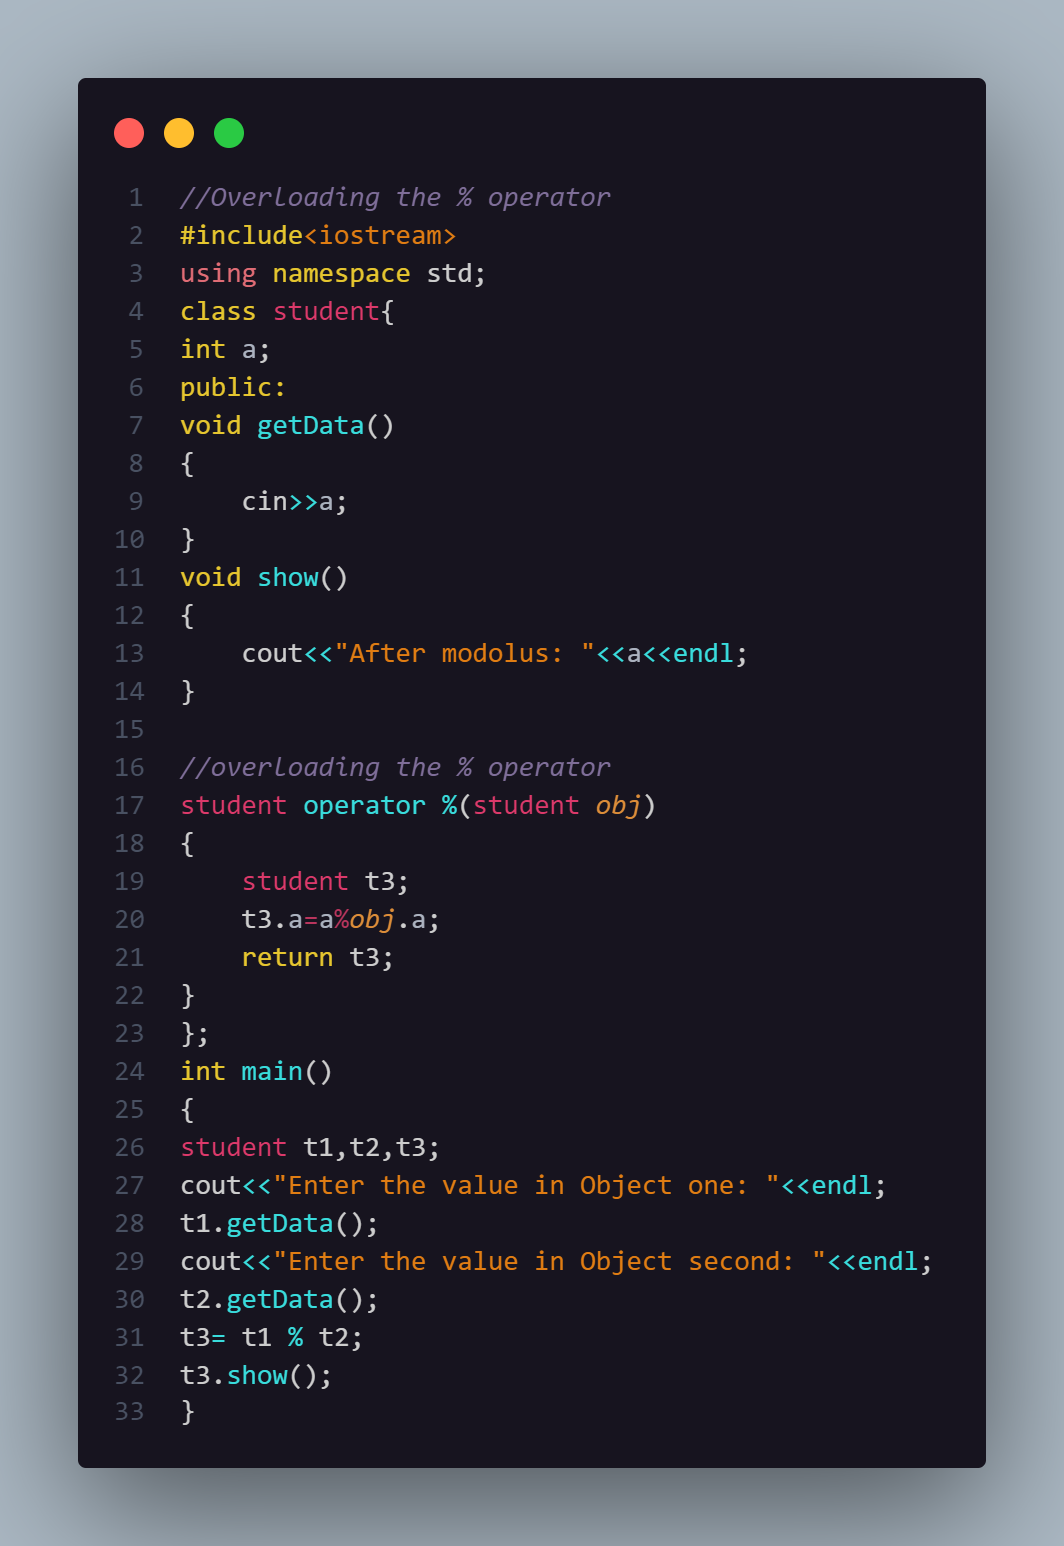 1 //Overloading the % operator
2 #include<iostream>
3 using namespace std;
4 class student{
5 int a;
6 public:
7 void getData()
8 {
9     cin>>a;
10 }
11 void show()
12 {
13     cout<<"After modolus: "<<a<<endl;
14 }
15
16 //overloading the % operator
17 student operator %(student obj)
18 {
19     student t3;
20     t3.a=a%obj.a;
21     return t3;
22 }
23 };
24 int main()
25 {
26 student t1,t2,t3;
27 cout<<"Enter the value in Object one: "<<endl;
28 t1.getData();
29 cout<<"Enter the value in Object second: "<<endl;
30 t2.getData();
31 t3= t1 % t2;
32 t3.show();
33 }